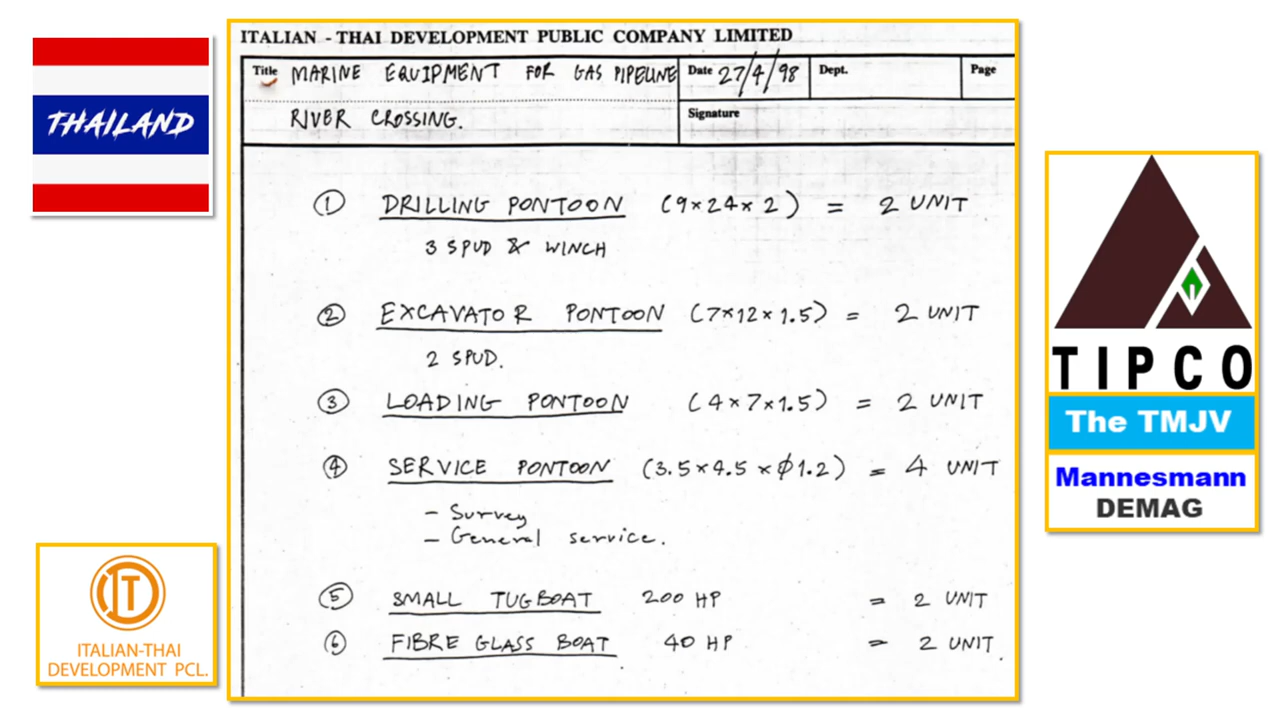 THAILAND
ITALIAN - THAI DEVELOPMENT PUBLIC COMPANY LIMITED
Title MARINE EQUIPMENT FOR GAS PIPELINE Date 27/4/98 Dept. Page
RIVER CROSSING. Signature
① DRILLING PONTOON (9×24×2) = 2 UNIT
3 SPUD & WINCH
② EXCAVATOR PONTOON (7×12×1.5) = 2 UNIT
2 SPUD.
③ LOADING PONTOON (4×7×1.5) = 2 UNIT
④ SERVICE PONTOON (3.5×4.5×φ1.2) = 4 UNIT
- Survey
- General service.
⑤ SMALL TUGBOAT 200 HP = 2 UNIT
⑥ FIBRE GLASS BOAT 40 HP = 2 UNIT.
TIPCO
The TMJV
Mannesmann
DEMAG
IT
ITALIAN-THAI
DEVELOPMENT PCL.